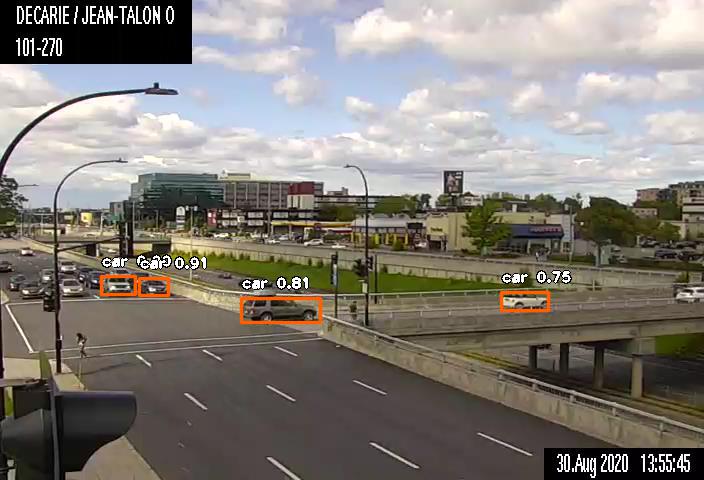 DECARIE / JEAN-TALON O
101-270
car 0.91
car 0.81
car 0.75
30.Aug 2020 13:55:45